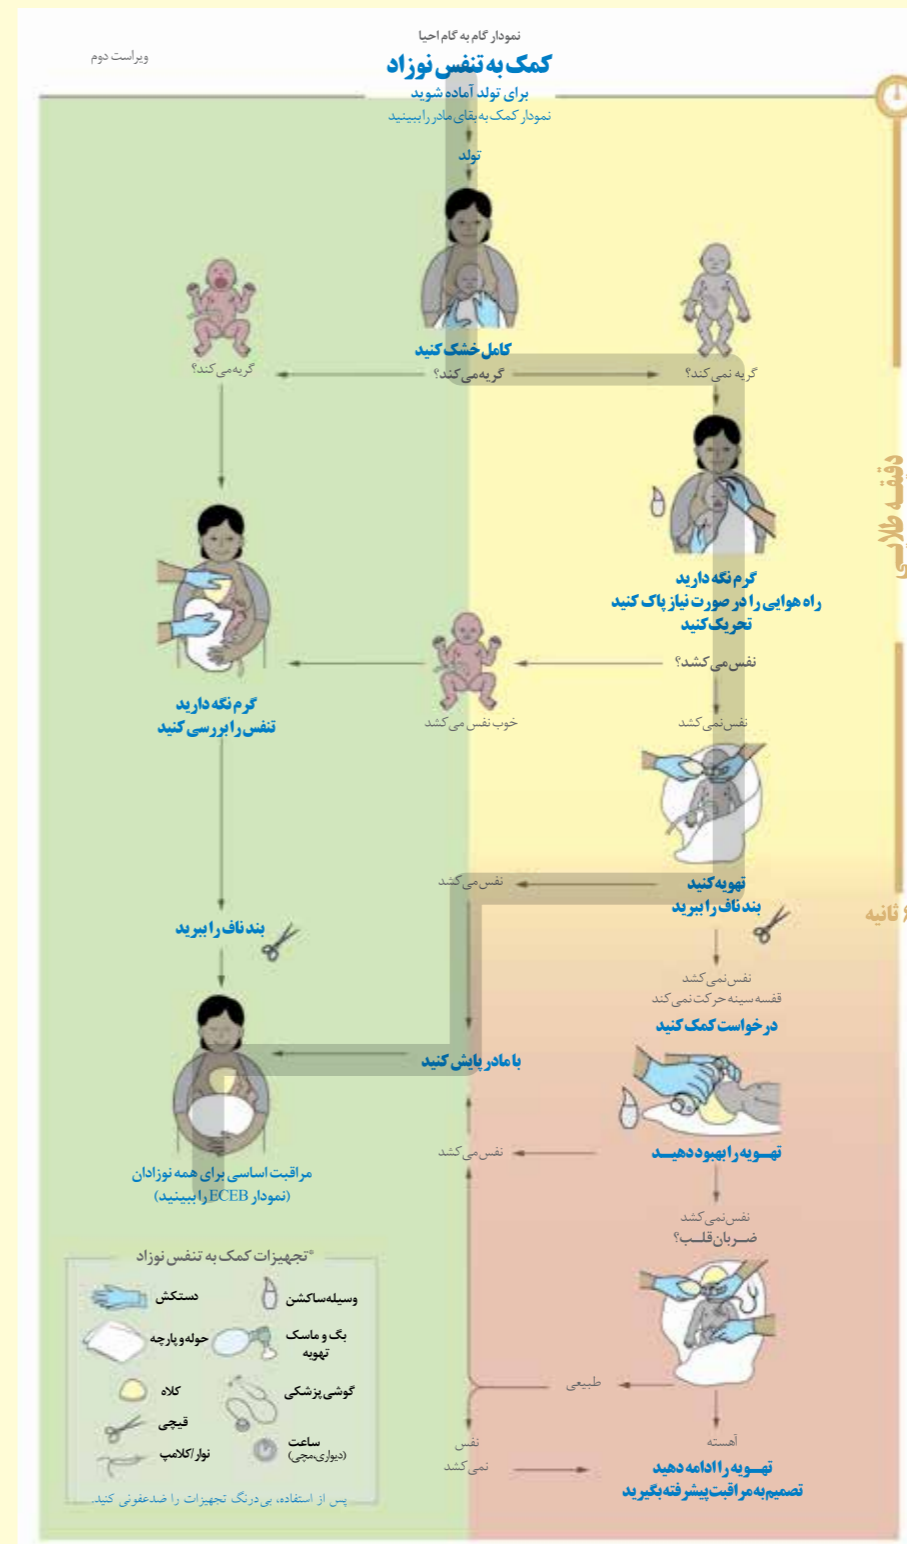 نمودار گام به گام احیا
ویراست دوم
کمک به تنفس نوزاد
برای تولد آماده شوید
نمودار کمک به بقای مادر را ببینید
تولد
کامل خشک کنید
گریه نمی‌کند؟
گریه می‌کند؟
گریه می‌کند؟
دقیقه طلایی
گرم نگه دارید
راه هوایی را در صورت نیاز پاک کنید
تحریک کنید
نفس می‌کشد؟
گرم نگه دارید
تنفس را بررسی کنید
نفس نمی‌کشد
خوب نفس می‌کشد
تهویه کنید
بند ناف را ببرید
نفس می‌کشد
ثانیه
بند ناف را ببرید
نفس نمی‌کشد
قفسه سینه حرکت نمی‌کند
درخواست کمک کنید
با مادر پایش کنید
تهویه را بهبود دهید
نفس می‌کشد
مراقبت اساسی برای همه نوزادان
(نمودار ECEB را ببینید)
نفس نمی‌کشد
ضربان قلب؟
*تجهیزات کمک به تنفس نوزاد
وسیله ساکشن
دستکش
بگ و ماسک
تهویه
حوله و پارچه
گوشی پزشکی
کلاه
قیچی
ساعت
(دیواری،مچی)
نوار/کلامپ
پس از استفاده، بی‌درنگ تجهیزات را ضدعفونی کنید.
طبیعی
آهسته
نفس
نمی‌کشد
تهویه را ادامه دهید
تصمیم به مراقبت پیشرفته بگیرید